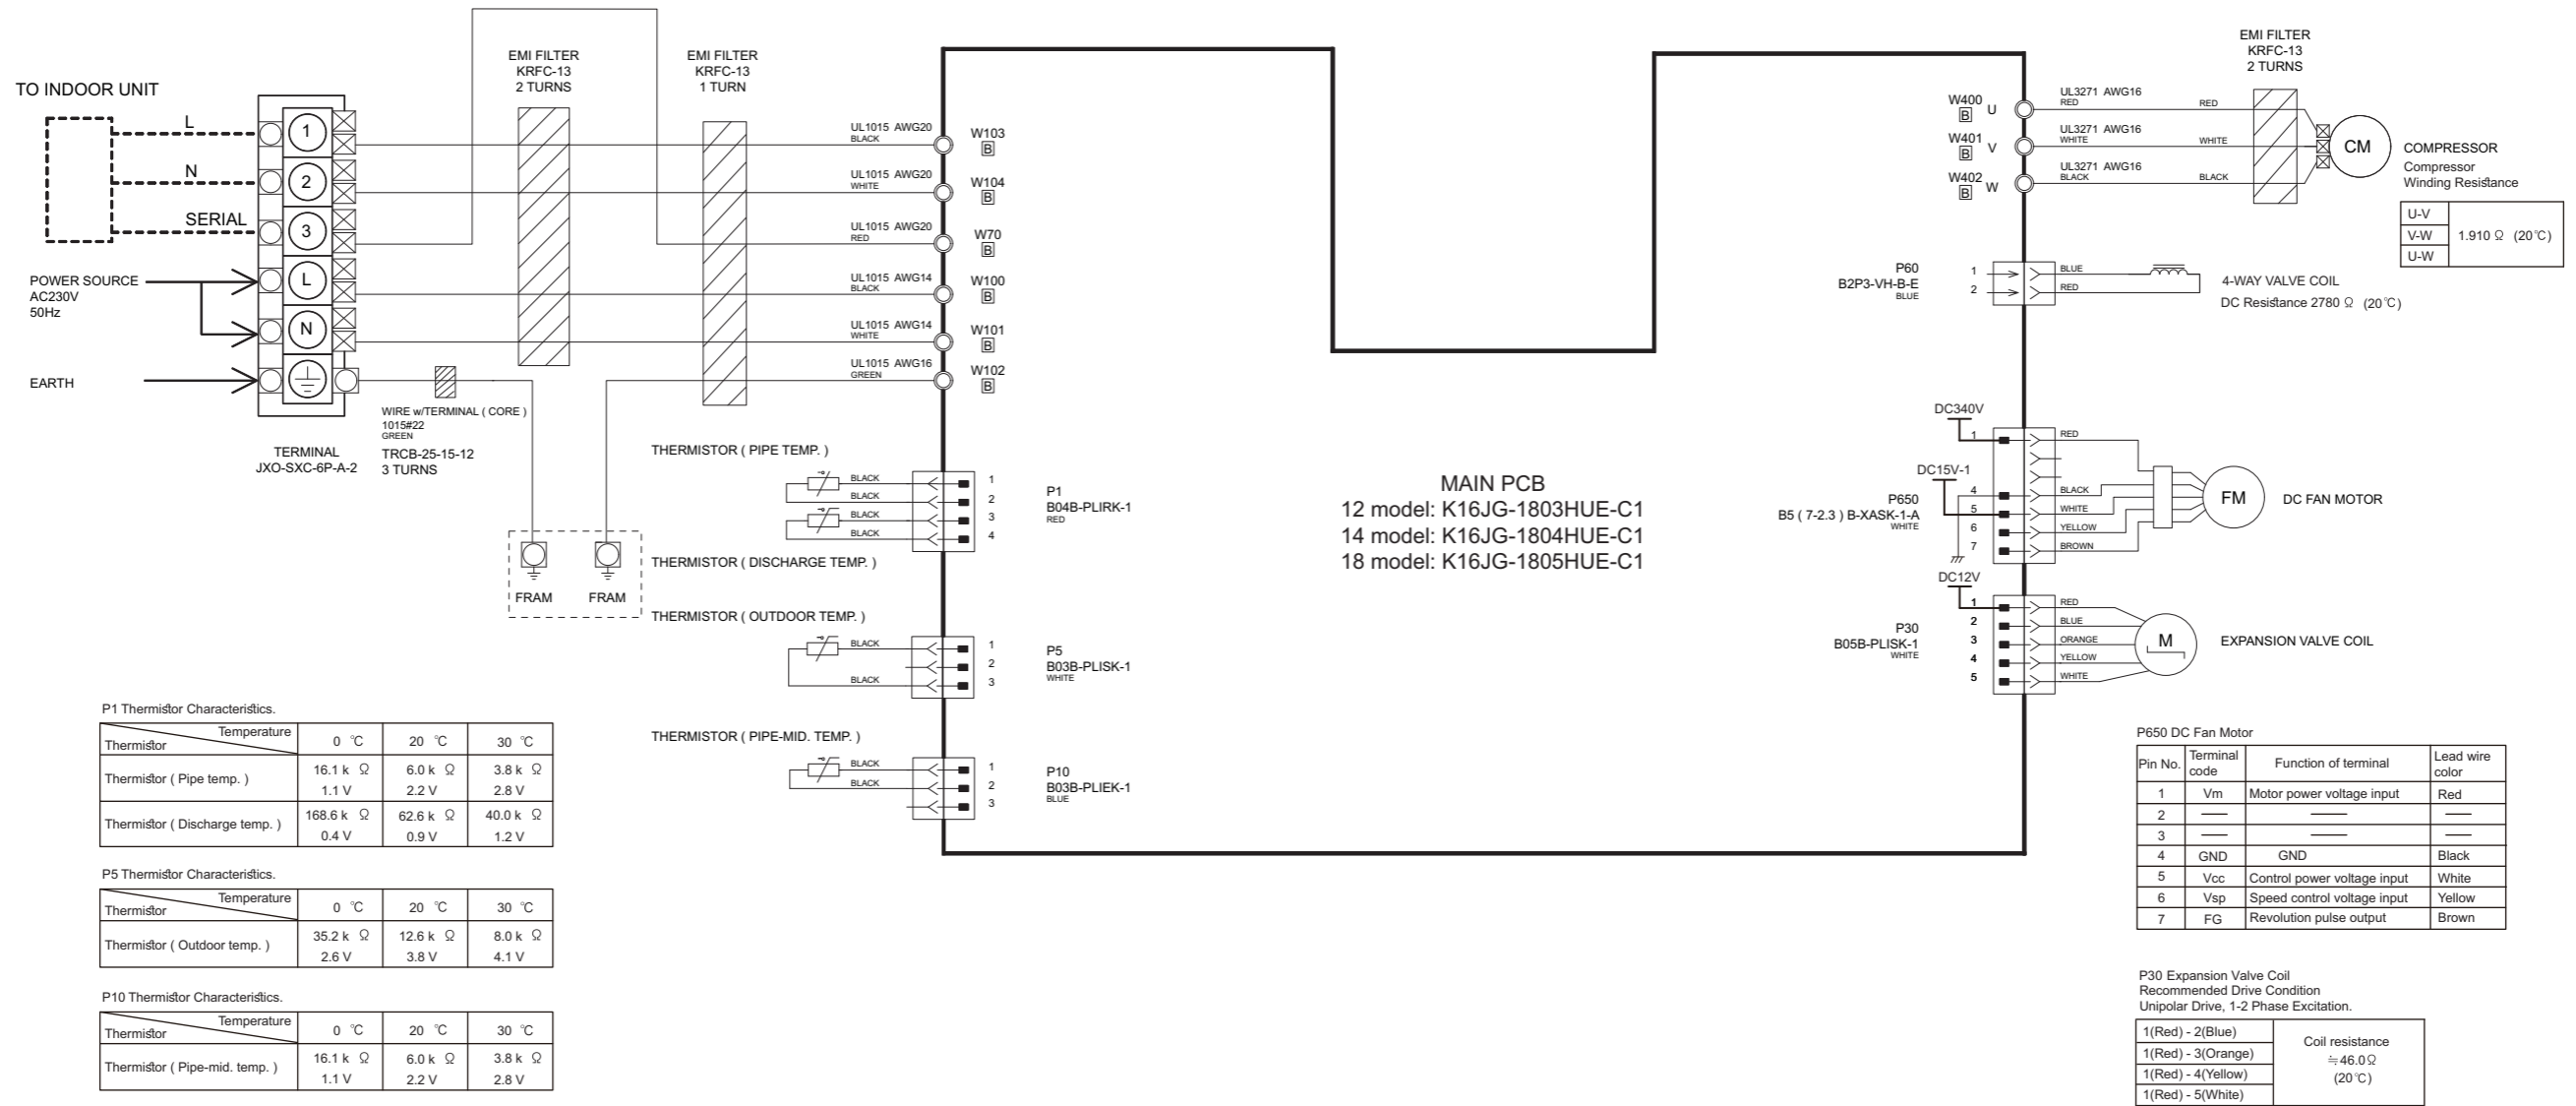 TO INDOOR UNIT
L
N
SERIAL
POWER SOURCE
AC230V
50Hz
EARTH
1
2
3
L
N
TERMINAL
JXO-SXC-6P-A-2
WIRE w/TERMINAL ( CORE )
1015#22
GREEN
TRCB-25-15-12
3 TURNS
EMI FILTER
KRFC-13
2 TURNS
EMI FILTER
KRFC-13
1 TURN
FRAM
FRAM
UL1015 AWG20
BLACK
W103
B
UL1015 AWG20
WHITE
W104
B
UL1015 AWG20
RED
W70
B
UL1015 AWG14
BLACK
W100
B
UL1015 AWG14
WHITE
W101
B
UL1015 AWG16
GREEN
W102
B
THERMISTOR ( PIPE TEMP. )
BLACK
BLACK
BLACK
BLACK
1
2
3
4
P1
B04B-PLIRK-1
RED
THERMISTOR ( DISCHARGE TEMP. )
THERMISTOR ( OUTDOOR TEMP. )
BLACK
BLACK
1
2
3
P5
B03B-PLISK-1
WHITE
THERMISTOR ( PIPE-MID. TEMP. )
BLACK
BLACK
1
2
3
P10
B03B-PLIEK-1
BLUE
MAIN PCB
12 model: K16JG-1803HUE-C1
14 model: K16JG-1804HUE-C1
18 model: K16JG-1805HUE-C1
W400
B
U
UL3271 AWG16
RED
RED
W401
B
V
UL3271 AWG16
WHITE
WHITE
W402
B
W
UL3271 AWG16
BLACK
BLACK
EMI FILTER
KRFC-13
2 TURNS
CM
COMPRESSOR
Compressor
Winding Resistance
U-V
V-W
U-W
1.910 Ω (20℃)
P60
B2P3-VH-B-E
BLUE
1
2
BLUE
RED
4-WAY VALVE COIL
DC Resistance 2780 Ω (20℃)
DC340V
DC15V-1
P650
B5 ( 7-2.3 ) B-XASK-1-A
WHITE
1
4
5
6
7
RED
BLACK
WHITE
YELLOW
BROWN
FM
DC FAN MOTOR
DC12V
P30
B05B-PLISK-1
WHITE
1
2
3
4
5
RED
BLUE
ORANGE
YELLOW
WHITE
M
EXPANSION VALVE COIL
P1 Thermistor Characteristics.
Temperature
Thermistor
0 ℃ 20 ℃ 30 ℃
Thermistor ( Pipe temp. )
16.1 k Ω 6.0 k Ω 3.8 k Ω
1.1 V 2.2 V 2.8 V
Thermistor ( Discharge temp. )
168.6 k Ω 62.6 k Ω 40.0 k Ω
0.4 V 0.9 V 1.2 V
P5 Thermistor Characteristics.
Temperature
Thermistor
0 ℃ 20 ℃ 30 ℃
Thermistor ( Outdoor temp. )
35.2 k Ω 12.6 k Ω 8.0 k Ω
2.6 V 3.8 V 4.1 V
P10 Thermistor Characteristics.
Temperature
Thermistor
0 ℃ 20 ℃ 30 ℃
Thermistor ( Pipe-mid. temp. )
16.1 k Ω 6.0 k Ω 3.8 k Ω
1.1 V 2.2 V 2.8 V
P650 DC Fan Motor
Pin No. Terminal code Function of terminal Lead wire color
1 Vm Motor power voltage input Red
2 — — —
3 — — —
4 GND GND Black
5 Vcc Control power voltage input White
6 Vsp Speed control voltage input Yellow
7 FG Revolution pulse output Brown
P30 Expansion Valve Coil
Recommended Drive Condition
Unipolar Drive, 1-2 Phase Excitation.
1(Red) - 2(Blue)
1(Red) - 3(Orange)
1(Red) - 4(Yellow)
1(Red) - 5(White)
Coil resistance
≒46.0Ω
(20℃)